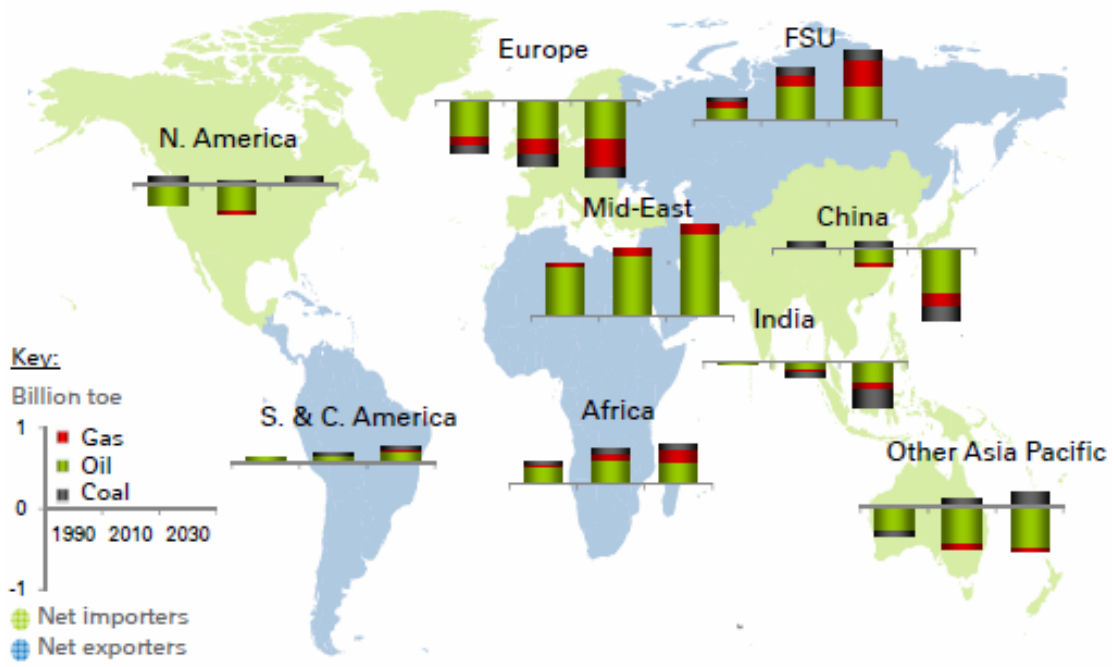 Europe
FSU
N. America
Mid-East
China
India
Key:
Billion toe
1
Gas
Oil
Coal
0
1990 2010 2030
-1
S. & C. America
Africa
Other Asia Pacific
Net importers
Net exporters